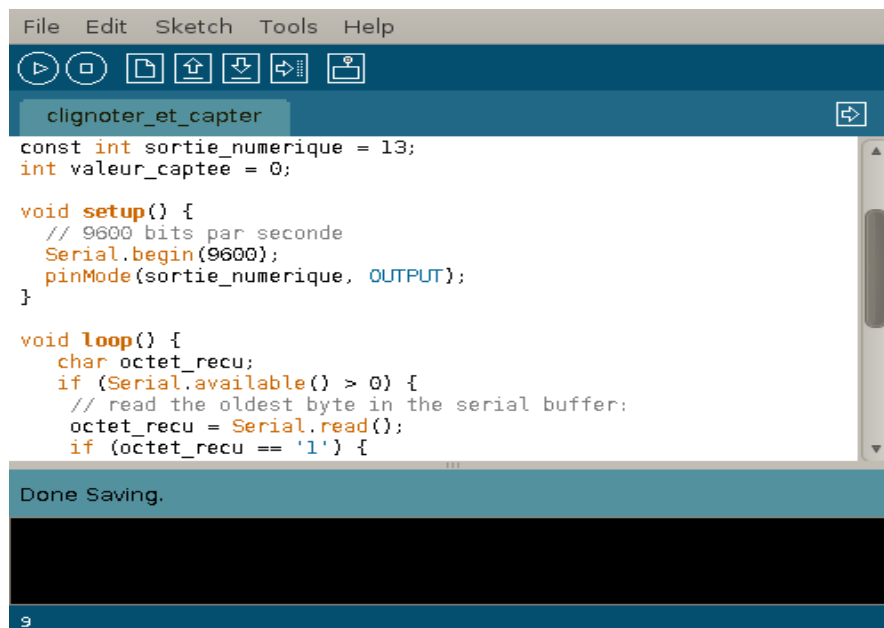 File Edit Sketch Tools Help
clignoter_et_capter
const int sortie_numerique = 13;
int valeur_captee = 0;
void setup() {
// 9600 bits par seconde
Serial.begin(9600);
pinMode(sortie_numerique, OUTPUT);
}
void loop() {
char octet_recu;
if (Serial.available() > 0) {
// read the oldest byte in the serial buffer:
octet_recu = Serial.read();
if (octet_recu == '1') {
Done Saving.
9